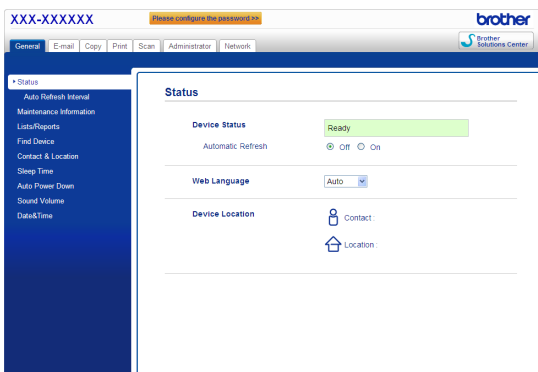 XXX-XXXXXX
Please configure the password >>
brother
General E-mail Copy Print Scan Administrator Network
Brother
Solutions Center
Status
Auto Refresh Interval
Maintenance Information
Lists/Reports
Find Device
Contact & Location
Sleep Time
Auto Power Down
Sound Volume
Date&Time
Status
Device Status Ready
Automatic Refresh Off On
Web Language Auto
Device Location Contact :
Location :